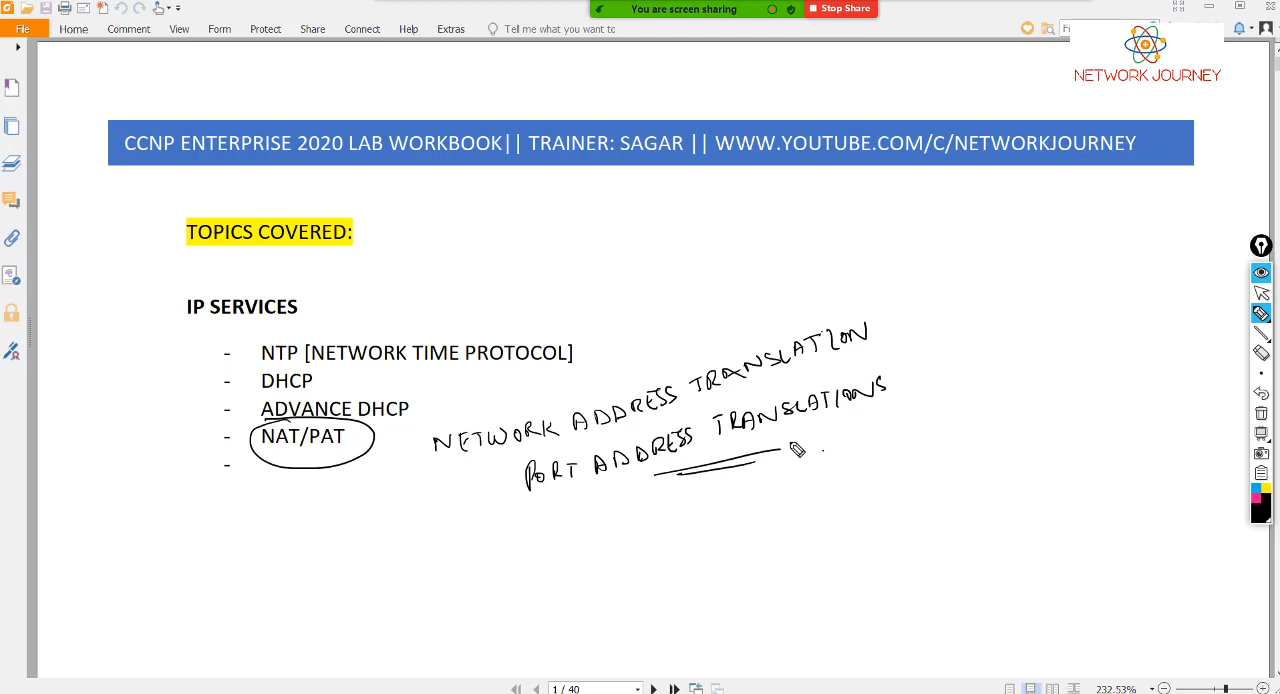 You are screen sharing
Stop Share
File Home Comment View Form Protect Share Connect Help Extras Tell me what you want to
NETWORK JOURNEY
CCNP ENTERPRISE 2020 LAB WORKBOOK|| TRAINER: SAGAR || WWW.YOUTUBE.COM/C/NETWORKJOURNEY
TOPICS COVERED:
IP SERVICES
- NTP [NETWORK TIME PROTOCOL]
- DHCP
- ADVANCE DHCP
- NAT/PAT
-
NETWORK ADDRESS TRANSLATION
PORT ADDRESS TRANSLATIONS
1 / 40
232.53%